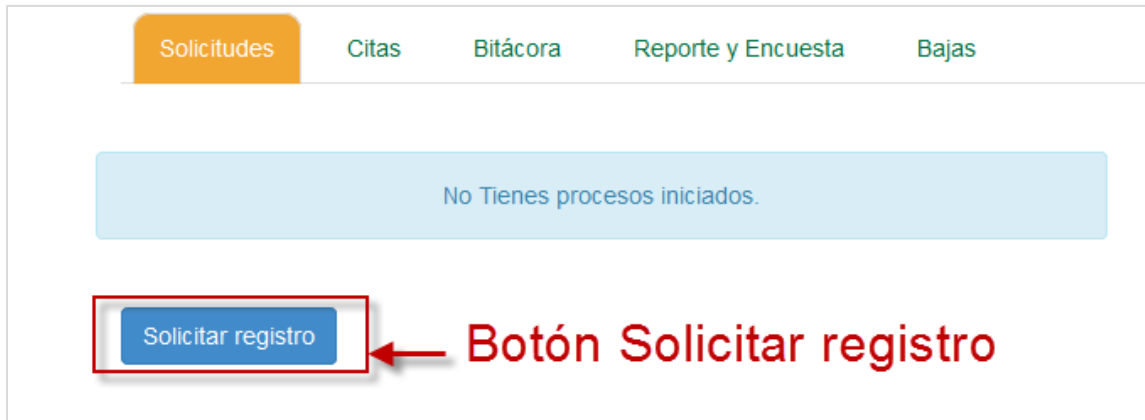 Solicitudes Citas Bitácora Reporte y Encuesta Bajas
No Tienes procesos iniciados.
Solicitar registro
Botón Solicitar registro